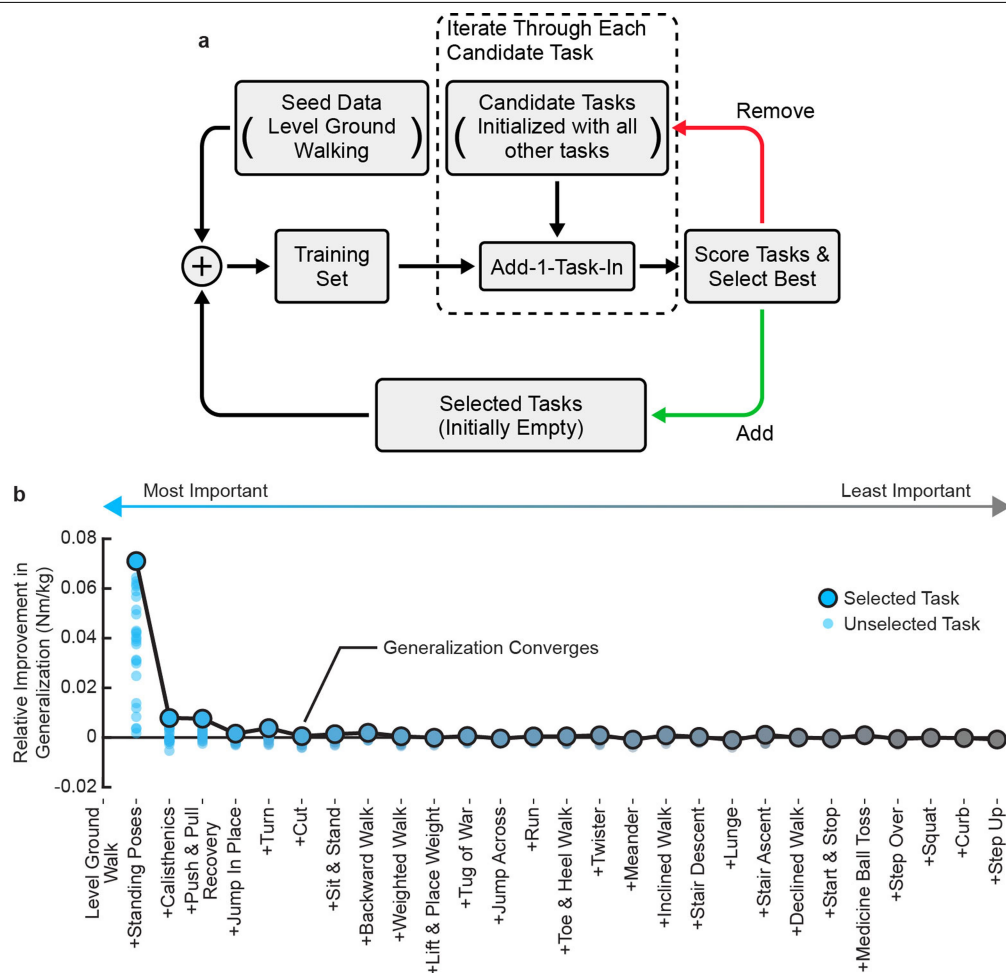 a
Iterate Through Each
Candidate Task
Seed Data
( Level Ground )
Walking
Candidate Tasks
( Initialized with all )
other tasks
Remove
+
Training
Set
Add-1-Task-In
Score Tasks &
Select Best
Selected Tasks
(Initially Empty)
Add
b
Most Important
Least Important
Relative Improvement in
Generalization (Nm/kg)
0.08
0.06
0.04
0.02
0
-0.02
Selected Task
Unselected Task
Generalization Converges
Level Ground
Walk
+Standing Poses
+Calisthenics
+Push & Pull
Recovery
+Jump In Place
+Turn
+Cut
+Sit & Stand
+Backward Walk
+Weighted Walk
+Lift & Place Weight
+Tug of War
+Jump Across
+Run
+Toe & Heel Walk
+Twister
+Meander
+Inclined Walk
+Stair Descent
+Lunge
+Stair Ascent
+Declined Walk
+Start & Stop
+Medicine Ball Toss
+Step Over
+Squat
+Curb
+Step Up